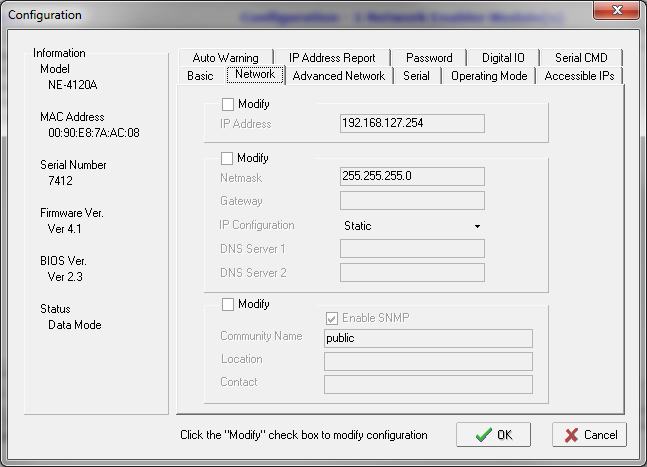 Configuration
Configuration - 1 Network Enabler Module(s)
Information
Model
NE-4120A
MAC Address
00:90:E8:7A:AC:08
Serial Number
7412
Firmware Ver.
Ver 4.1
BIOS Ver.
Ver 2.3
Status
Data Mode
Auto Warning IP Address Report Password Digital IO Serial CMD
Basic Network Advanced Network Serial Operating Mode Accessible IPs
Modify
IP Address 192.168.127.254
Modify
Netmask 255.255.255.0
Gateway
IP Configuration Static
DNS Server 1
DNS Server 2
Modify
Enable SNMP
Community Name public
Location
Contact
Click the "Modify" check box to modify configuration
OK Cancel